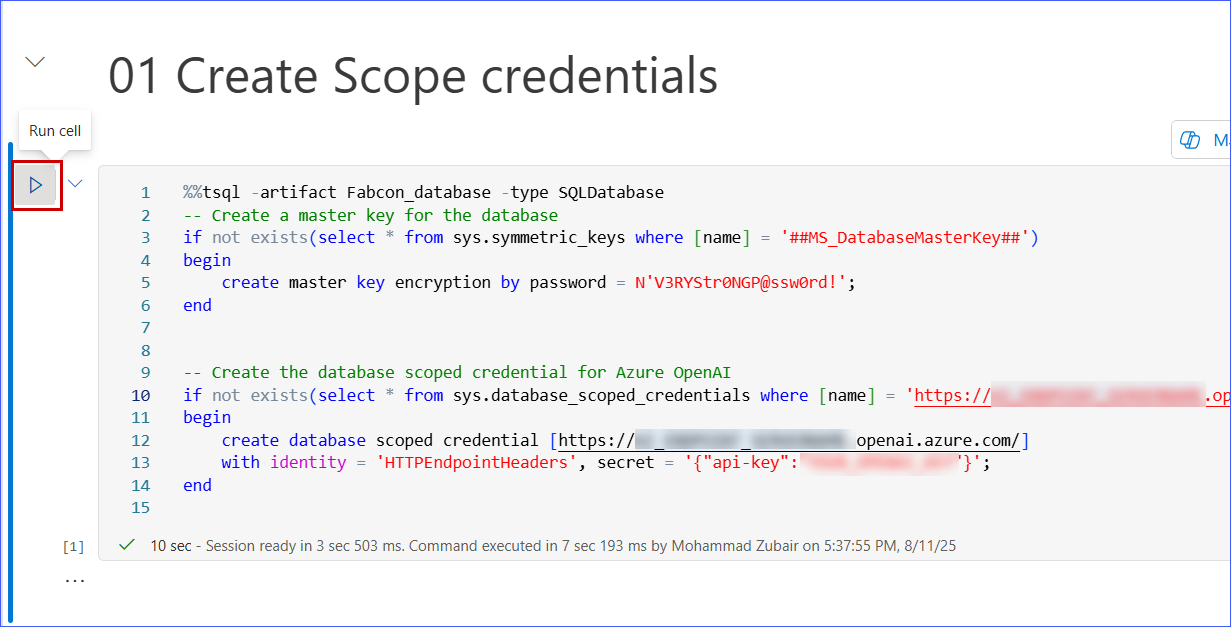 01 Create Scope credentials
Run cell
M
1 %%tsql -artifact Fabcon_database -type SQLDatabase
2 -- Create a master key for the database
3 if not exists(select * from sys.symmetric_keys where [name] = '##MS_DatabaseMasterKey##')
4 begin
5 create master key encryption by password = N'V3RYStr0NGP@ssw0rd!';
6 end
7
8
9 -- Create the database scoped credential for Azure OpenAI
10 if not exists(select * from sys.database_scoped_credentials where [name] = 'https:// .op
11 begin
12 create database scoped credential [https:// .openai.azure.com/]
13 with identity = 'HTTPEndpointHeaders', secret = '{"api-key": }';
14 end
15
[1] 10 sec - Session ready in 3 sec 503 ms. Command executed in 7 sec 193 ms by Mohammad Zubair on 5:37:55 PM, 8/11/25
...